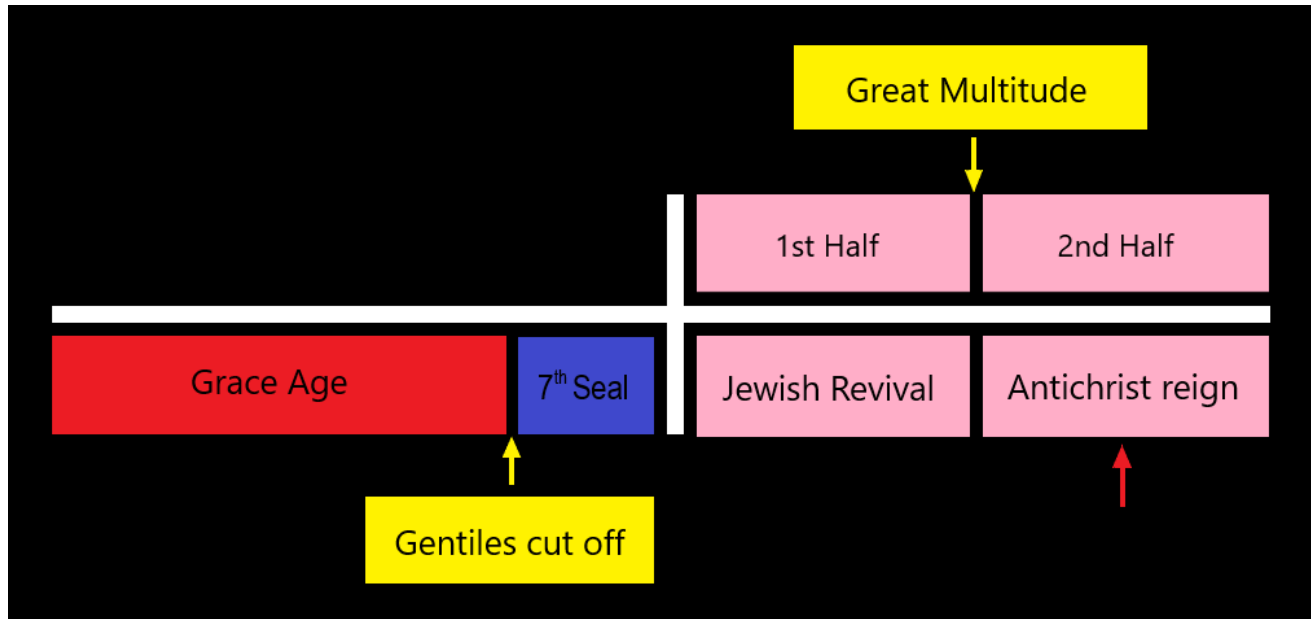 Great Multitude
1st Half
2nd Half
Grace Age
7th Seal
Jewish Revival
Antichrist reign
Gentiles cut off